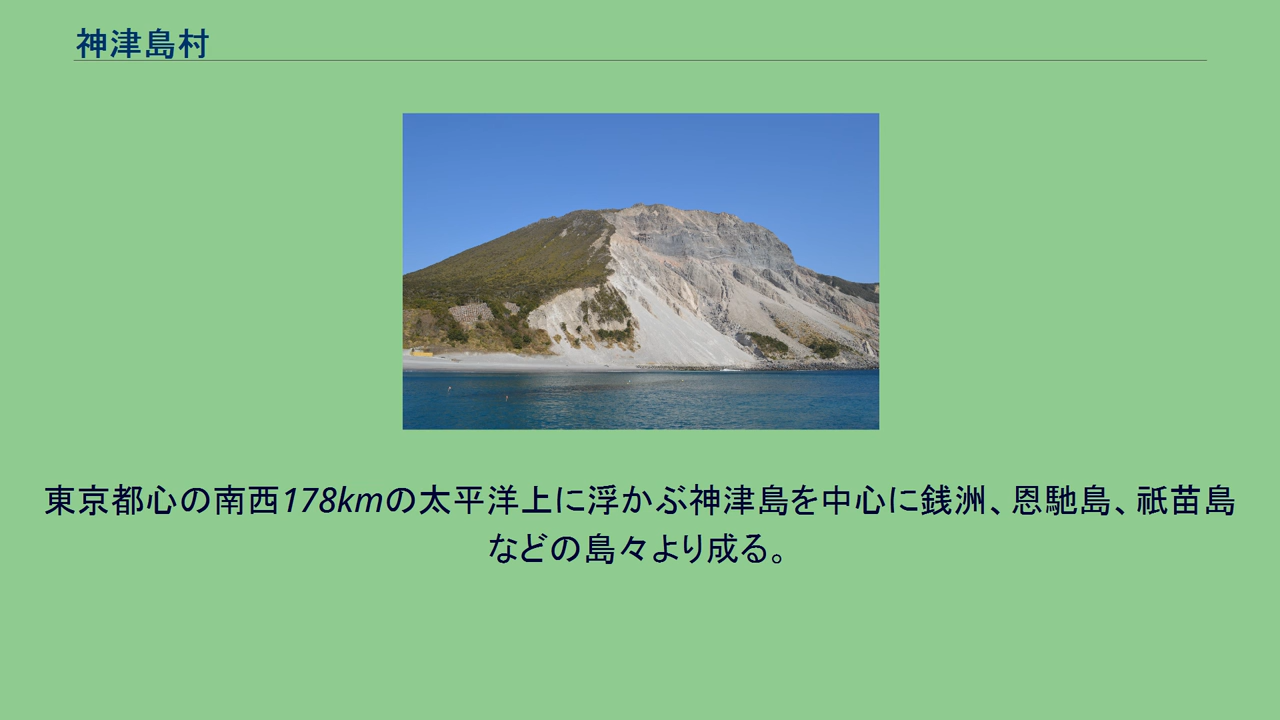 神津島村
東京都心の南西178kmの太平洋上に浮かぶ神津島を中心に銭洲、恩馳島、祇苗島
などの島々より成る。